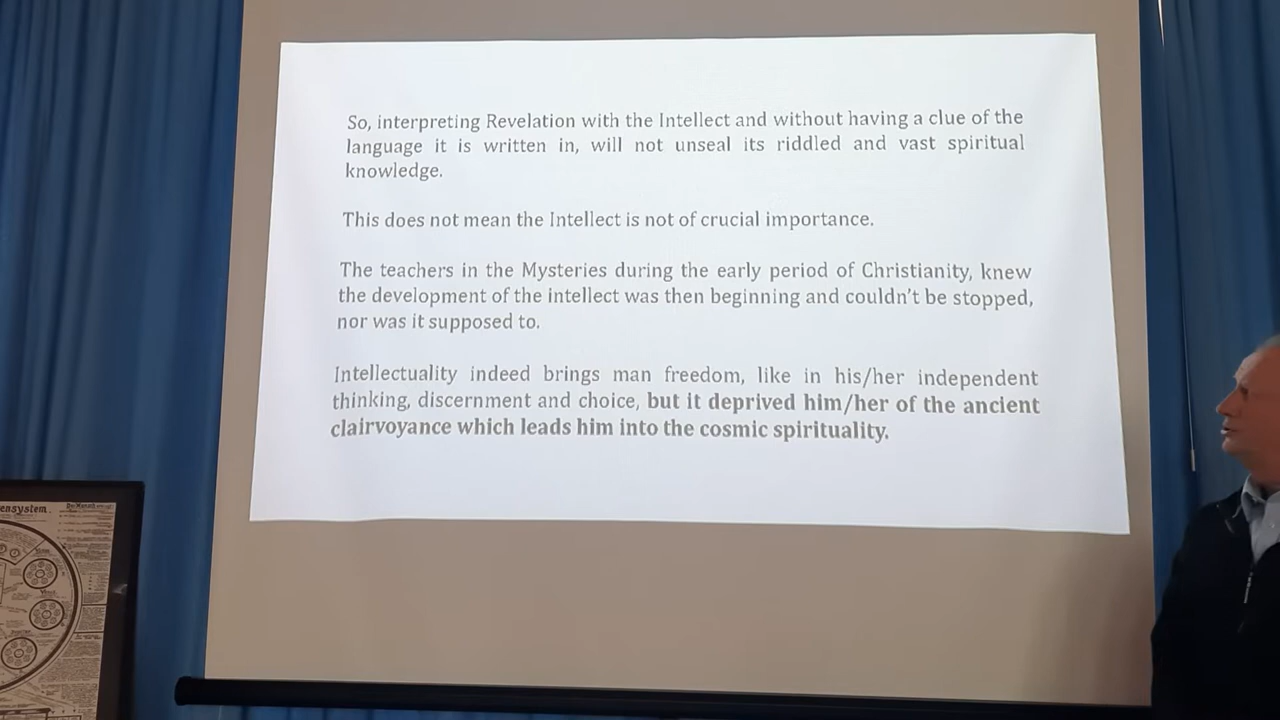 So, interpreting Revelation with the Intellect and without having a clue of the
language it is written in, will not unseal its riddled and vast spiritual
knowledge.
This does not mean the Intellect is not of crucial importance.
The teachers in the Mysteries during the early period of Christianity, knew
the development of the intellect was then beginning and couldn't be stopped,
nor was it supposed to.
Intellectuality indeed brings man freedom, like in his/her independent
thinking, discernment and choice, but it deprived him/her of the ancient
clairvoyance which leads him into the cosmic spirituality.
ensystem.